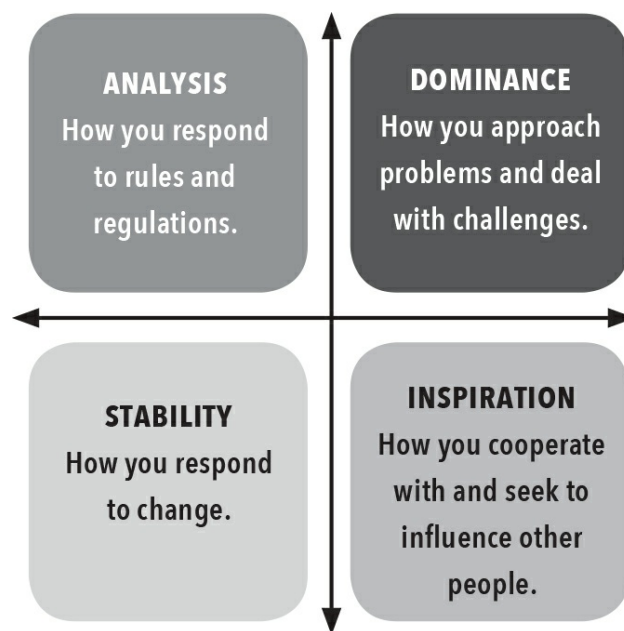 ANALYSIS
How you respond
to rules and
regulations.
DOMINANCE
How you approach
problems and deal
with challenges.
STABILITY
How you respond
to change.
INSPIRATION
How you cooperate
with and seek to
influence other
people.